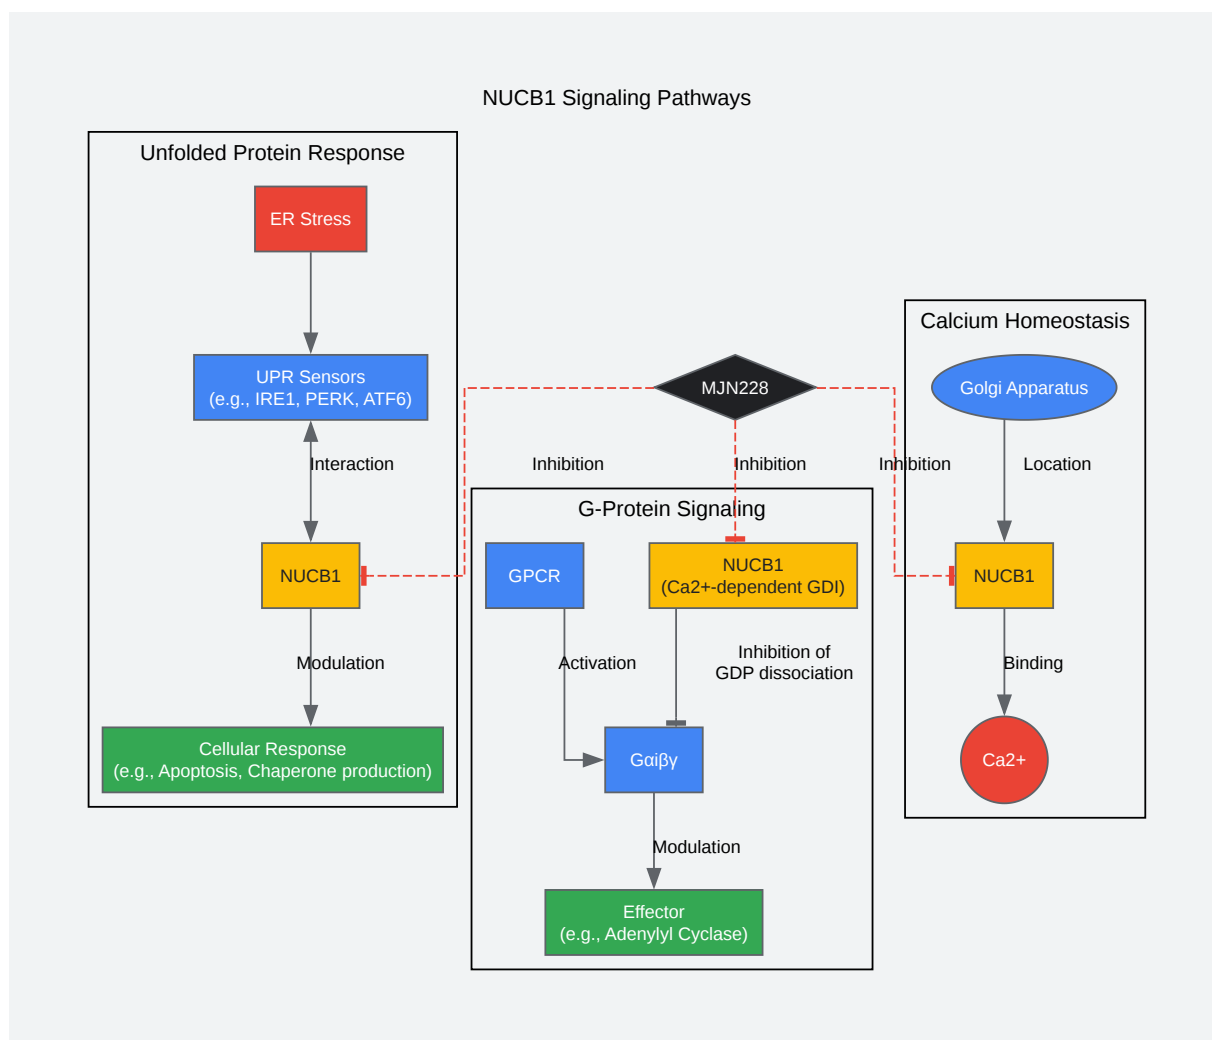 NUCB1 Signaling Pathways
Unfolded Protein Response
ER Stress
UPR Sensors
(e.g., IRE1, PERK, ATF6)
Interaction
NUCB1
Modulation
Cellular Response
(e.g., Apoptosis, Chaperone production)
MJN228
Inhibition
Inhibition
Inhibition
G-Protein Signaling
GPCR
NUCB1
(Ca2+-dependent GDI)
Activation
Inhibition of
GDP dissociation
Gαiβγ
Modulation
Effector
(e.g., Adenylyl Cyclase)
Calcium Homeostasis
Golgi Apparatus
Location
NUCB1
Binding
Ca2+